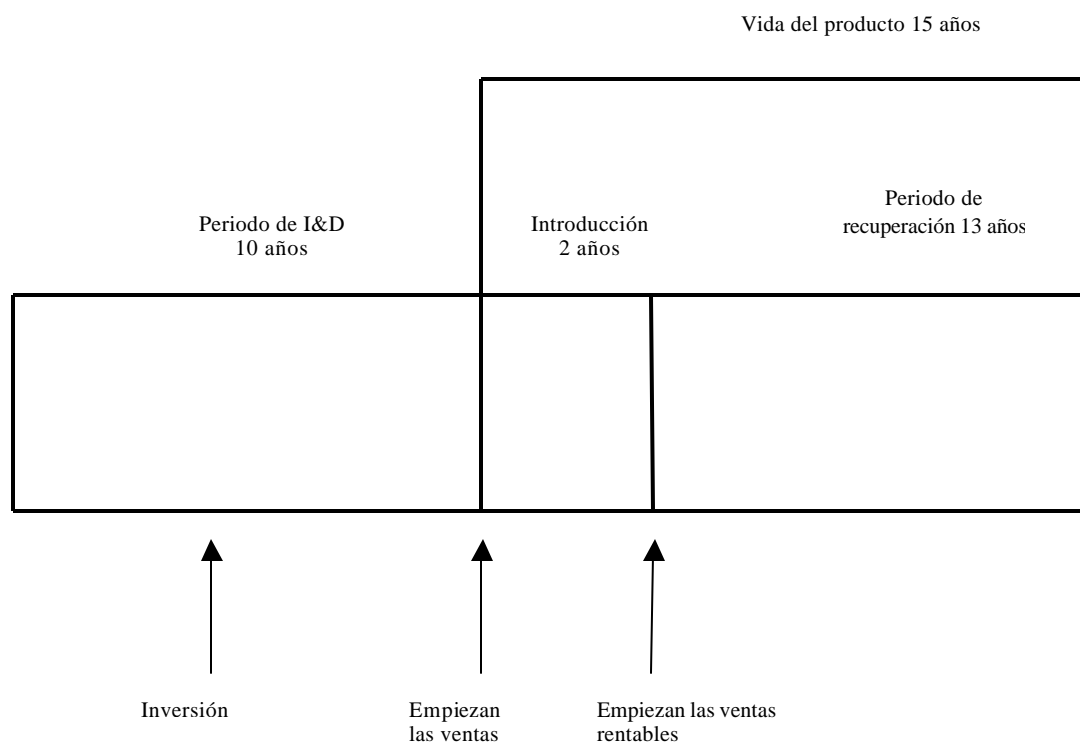 Vida del producto 15 años
Periodo de I&D
10 años
Introducción
2 años
Periodo de
recuperación 13 años
Inversión
Empiezan
las ventas
Empiezan las ventas
rentables